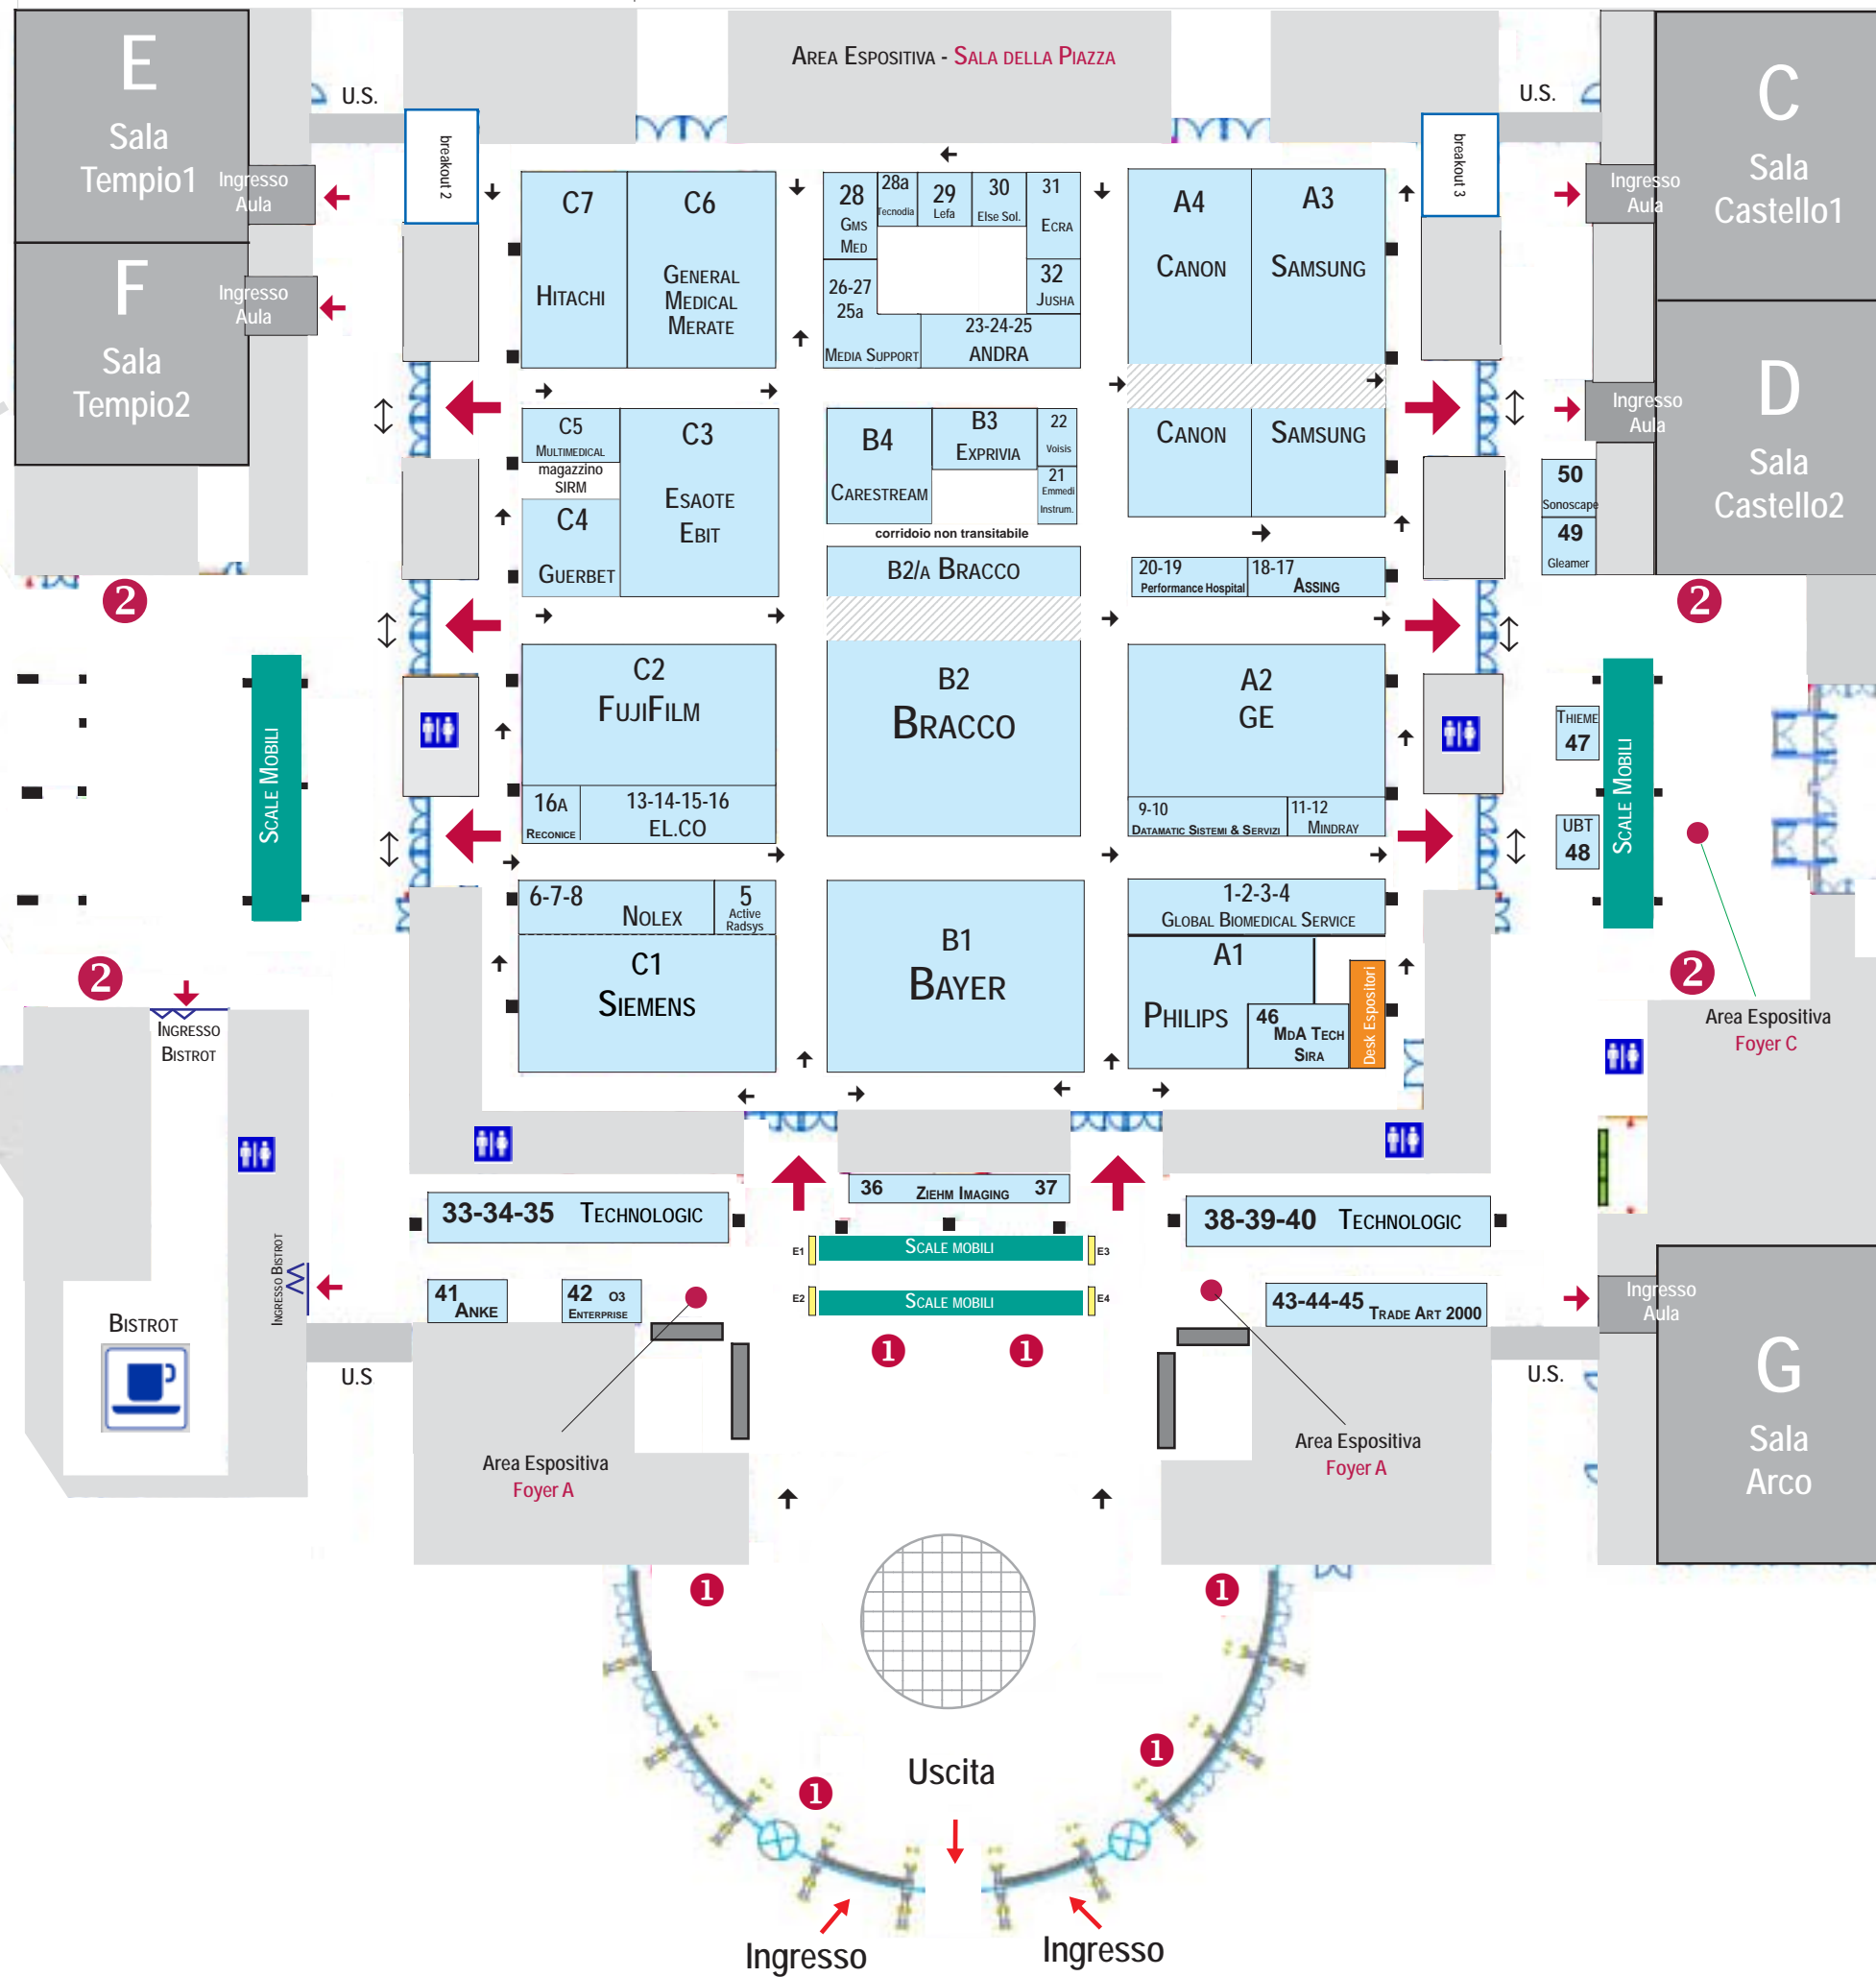 AREA ESPOSITIVA - SALA DELLA PIAZZA
E
Sala
Tempio1
Ingresso
Aula
U.S.
breakout 2
F
Sala
Tempio2
Ingresso
Aula
U.S.
breakout 3
C
Sala
Castello1
Ingresso
Aula
D
Sala
Castello2
Ingresso
Aula
C7
HITACHI
C6
GENERAL
MEDICAL
MERATE
28
GMS
MED
28a
Tecnodia
29
Lefa
30
Else Sol.
31
ECRA
32
JUSHA
26-27
25a
MEDIA SUPPORT
23-24-25
ANDRA
A4
CANON
A3
SAMSUNG
CANON
SAMSUNG
C5
MULTIMEDICAL
magazzino
SIRM
C4
GUERBET
C3
ESAOTE
EBIT
B4
CARESTREAM
B3
EXPRIVIA
22
Voisis
21
Emmedi
Instrum.
corridoio non transitabile
B2/A BRACCO
20-19
Performance Hospital
18-17
ASSING
50
Sonoscape
49
Gleamer
2
2
C2
FUJIFILM
16A
RECONICE
13-14-15-16
EL.CO
B2
BRACCO
A2
GE
9-10
DATAMATIC SISTEMI & SERVIZI
11-12
MINDRAY
SCALE MOBILI
THIEME
47
UBT
48
SCALE MOBILI
6-7-8
NOLEX
5
Active
Radsys
C1
SIEMENS
B1
BAYER
1-2-3-4
GLOBAL BIOMEDICAL SERVICE
A1
PHILIPS
46
MDA TECH
SIRA
Desk Espositori
2
2
INGRESSO
BISTROT
Area Espositiva
Foyer C
36 ZIEHM IMAGING 37
33-34-35 TECHNOLOGIC
38-39-40 TECHNOLOGIC
E1
SCALE MOBILI
E3
E2
SCALE MOBILI
E4
41
ANKE
42 O3
ENTERPRISE
43-44-45 TRADE ART 2000
INGRESSO BISTROT
BISTROT
U.S
1
1
U.S.
Ingresso
Aula
G
Sala
Arco
Area Espositiva
Foyer A
Area Espositiva
Foyer A
1
1
1
1
Uscita
Ingresso
Ingresso